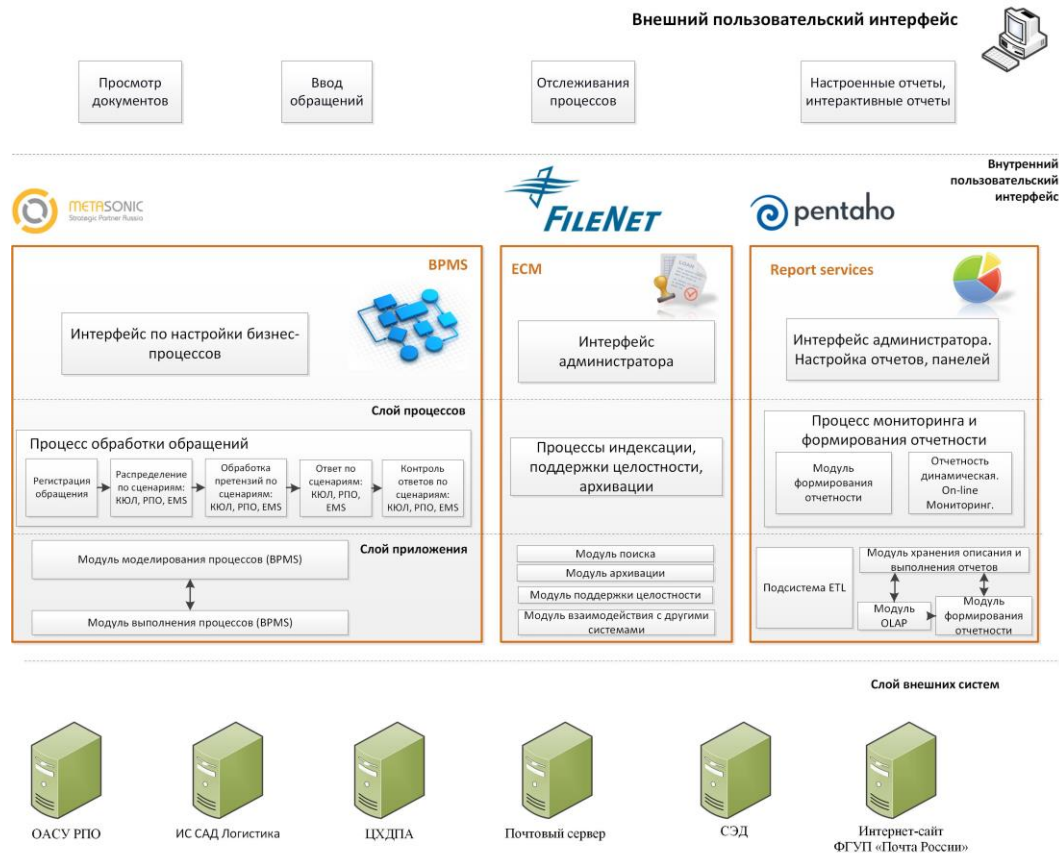 Внешний пользовательский интерфейс
Просмотр
документов
Ввод
обращений
Отслеживания
процессов
Настроенные отчеты,
интерактивные отчеты
Внутренний
пользовательский
интерфейс
METASONIC
Strategic Partner Russia
FILENET
pentaho
BPMS
Интерфейс по настройки бизнес-
процессов
ECM
Интерфейс
администратора
Report services
Интерфейс администратора.
Настройка отчетов, панелей
Слой процессов
Процесс обработки обращений
Регистрация
обращения
Распределение
по сценариям:
КЮЛ, РПО, EMS
Обработка
претензий по
сценариям:
КЮЛ, РПО, EMS
Ответ по
сценариям:
КЮЛ, РПО,
EMS
Контроль
ответов по
сценариям:
КЮЛ, РПО, EMS
Процессы индексации,
поддержки целостности,
архивации
Процесс мониторинга и
формирования отчетности
Модуль
формирования
отчетности
Отчетность
динамическая.
On-line
Мониторинг.
Слой приложения
Модуль моделирования процессов (BPMS)
Модуль выполнения процессов (BPMS)
Модуль поиска
Модуль архивации
Модуль поддержки целостности
Модуль взаимодействия с другими
системами
Подсистема ETL
Модуль хранения описания и
выполнения отчетов
Модуль
OLAP
Модуль
формирования
отчетности
Слой внешних систем
ОАСУ РПО
ИС САД Логистика
ЦХДПА
Почтовый сервер
СЭД
Интернет-сайт
ФГУП «Почта России»